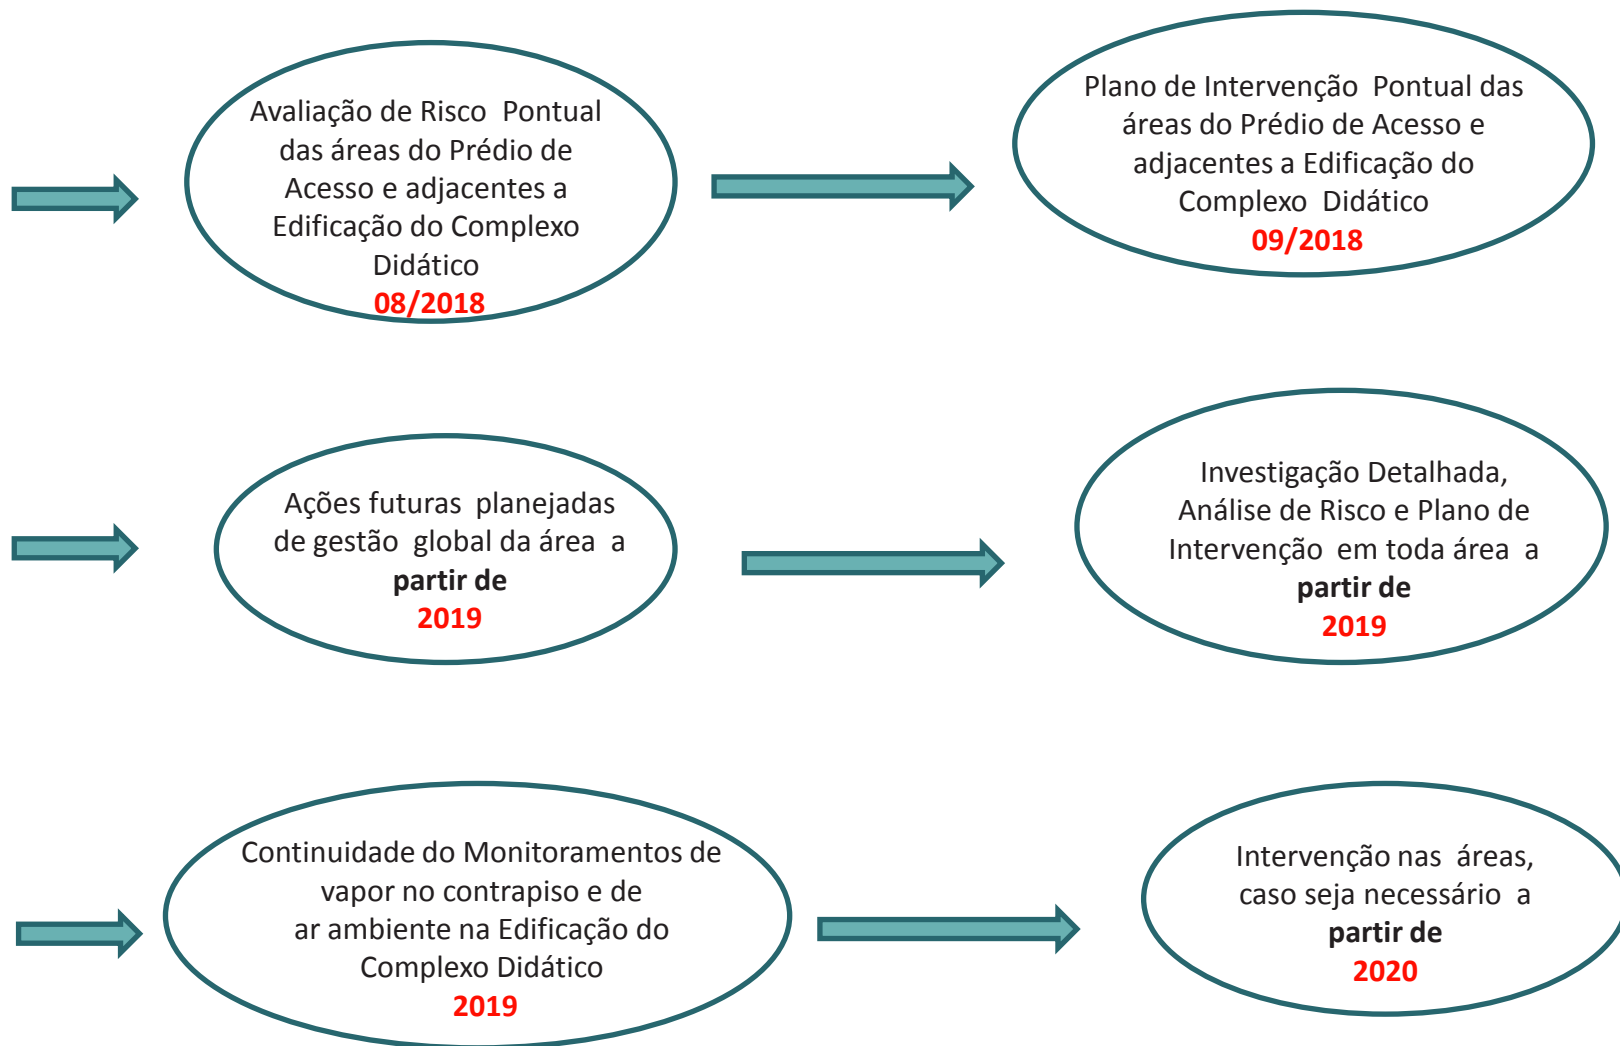 Avaliação de Risco Pontual
das áreas do Prédio de
Acesso e adjacentes a
Edificação do Complexo
Didático
08/2018
Plano de Intervenção Pontual das
áreas do Prédio de Acesso e
adjacentes a Edificação do
Complexo Didático
09/2018
Ações futuras planejadas
de gestão global da área a
partir de
2019
Investigação Detalhada,
Análise de Risco e Plano de
Intervenção em toda área a
partir de
2019
Continuidade do Monitoramentos de
vapor no contrapiso e de
ar ambiente na Edificação do
Complexo Didático
2019
Intervenção nas áreas,
caso seja necessário a
partir de
2020